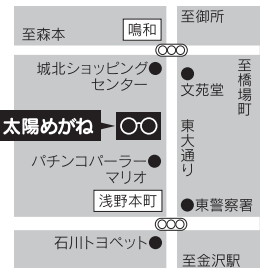 至御所
至森本
鳴和
城北ショッピング
センター
文苑堂
至橋場町
太陽めがね
東大通り
パチンコパーラー
マリオ
浅野本町
東警察署
石川トヨペット
至金沢駅